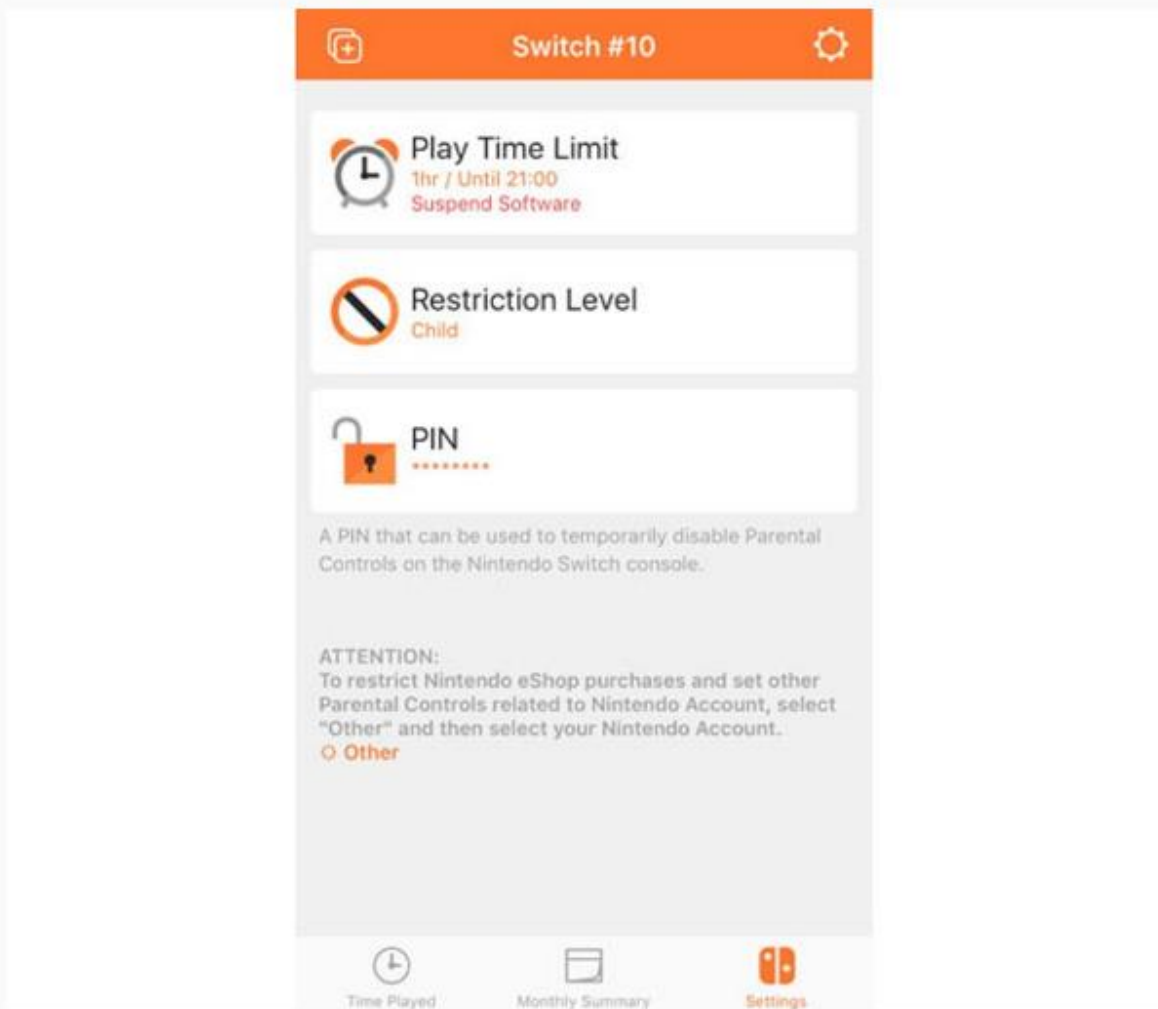 Switch #10
Play Time Limit
1hr / Until 21:00
Suspend Software
Restriction Level
Child
PIN
********
A PIN that can be used to temporarily disable Parental
Controls on the Nintendo Switch console.
ATTENTION:
To restrict Nintendo eShop purchases and set other
Parental Controls related to Nintendo Account, select
"Other" and then select your Nintendo Account.
Other
Time Played
Monthly Summary
Settings